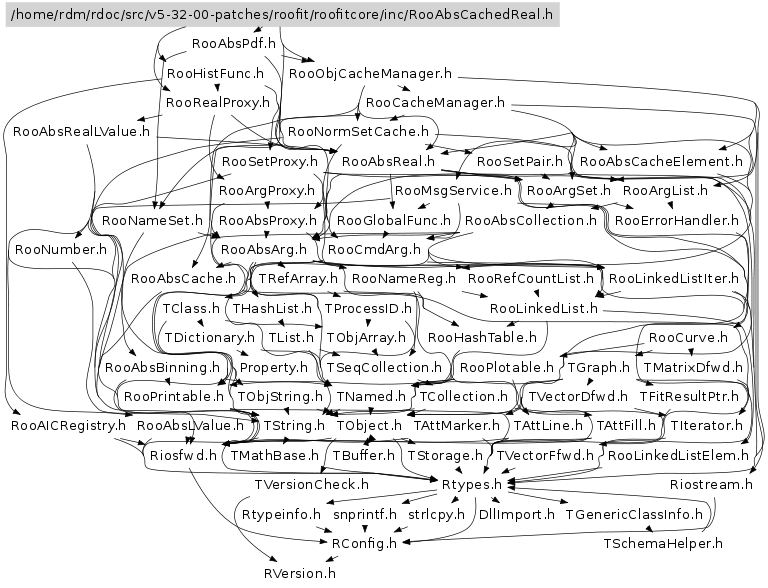 /home/rdm/rdoc/src/v5-32-00-patches/roofit/roofitcore/inc/RooAbsCachedReal.h
RooAbsPdf.h
RooHistFunc.h RooObjCacheManager.h
RooRealProxy.h RooCacheManager.h
RooAbsRealLValue.h RooNormSetCache.h
RooSetProxy.h RooAbsReal.h RooSetPair.h RooAbsCacheElement.h
RooArgProxy.h RooMsgService.h RooArgSet.h RooArgList.h
RooNameSet.h RooAbsProxy.h RooGlobalFunc.h RooAbsCollection.h RooErrorHandler.h
RooNumber.h RooAbsArg.h RooCmdArg.h
RooAbsCache.h TRefArray.h RooNameReg.h RooRefCountList.h RooLinkedListIter.h
TClass.h THashList.h TProcessID.h RooLinkedList.h
TDictionary.h TList.h TObjArray.h RooHashTable.h RooCurve.h
RooAbsBinning.h Property.h TSeqCollection.h RooPlotable.h TGraph.h TMatrixDfwd.h
RooPrintable.h TObjString.h TNamed.h TCollection.h TVectorDfwd.h TFitResultPtr.h
RooAICRegistry.h RooAbsLValue.h TString.h TObject.h TAttMarker.h TAttLine.h TAttFill.h TIterator.h
Riosfwd.h TMathBase.h TBuffer.h TStorage.h TVectorFfwd.h RooLinkedListElem.h
TVersionCheck.h Rtypes.h Riostream.h
Rtypeinfo.h snprintf.h strlcpy.h DllImport.h TGenericClassInfo.h
RConfig.h TSchemaHelper.h
RVersion.h